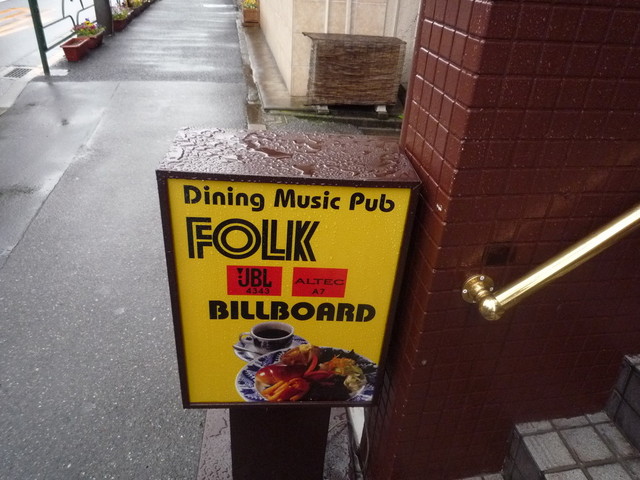 Dining Music Pub
FOLK
JBL ALTEC
4343 A7
BILLBOARD